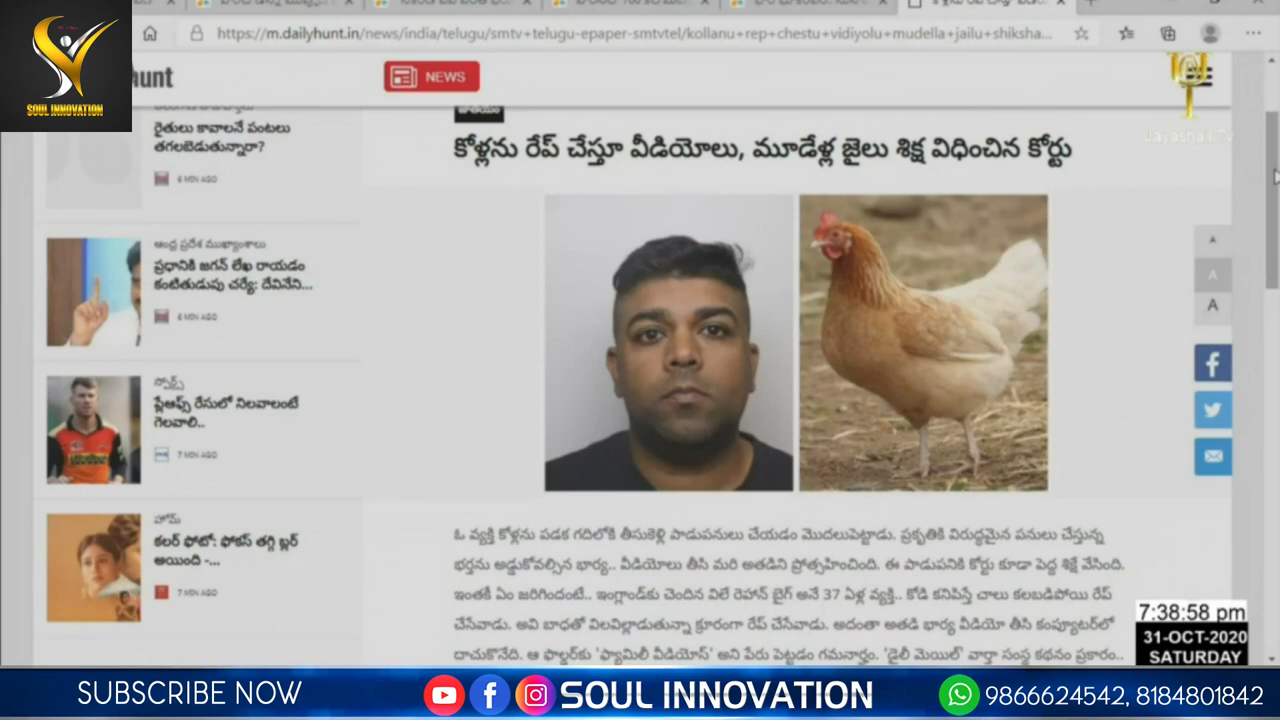 https://m.dailyhunt.in/news/india/telugu/smtv+telugu-epaper-smtvtel/kollanu+rep+chestu+vidiyolu+mudella+jailu+shiksha...
SOUL INNOVATION
hunt
NEWS
Jayashali Tv
రైతులు కావాలనే పంటలు
తగలబెడుతున్నారా?
6 MIN AGO
ఆంధ్ర ప్రదేశ్ ముఖ్యాంశాలు
ప్రధానికి జగన్ లేఖ రాయడం
కంటితుడుపు చర్యే: దేవినేని...
6 MIN AGO
స్పోర్ట్స్
ప్లేఆఫ్స్ రేసులో నిలవాలంటే
గెలవాలి..
7 MIN AGO
హోమ్
కలర్ ఫోటో: ఫోకస్ తగ్గి బ్లర్
అయింది -...
7 MIN AGO
కోళ్లను రేప్ చేస్తూ వీడియోలు, మూడేళ్ల జైలు శిక్ష విధించిన కోర్టు
A
A
A
ఓ వ్యక్తి కోళ్లను పడక గదిలోకి తీసుకెళ్లి పాడుపనులు చేయడం మొదలుపెట్టాడు. ప్రకృతికి విరుద్ధమైన పనులు చేస్తున్న
భర్తను అడ్డుకోవల్సిన భార్య.. వీడియోలు తీసి మరి అతడిని ప్రోత్సహించింది. ఈ పాడుపనికి కోర్టు కూడా పెద్ద శిక్షే వేసింది.
ఇంతకీ ఏం జరిగిందంటే.. ఇంగ్లాండ్‌కు చెందిన విలే రెహాన్ బైగ్ అనే 37 ఏళ్ల వ్యక్తి.. కోడి కనిపిస్తే చాలు కలబడిపోయి రేప్
చేసేవాడు. అవి బాధతో విలవిల్లాడుతున్నా క్రూరంగా రేప్ చేసేవాడు. అదంతా అతడి భార్య వీడియో తీసి కంప్యూటర్‌లో
దాచుకొనేది. ఆ ఫొల్డర్‌కు 'ఫ్యామిలీ వీడియోస్' అని పేరు పెట్టడం గమనార్హం. 'డైలీ మెయిల్' వార్తా సంస్థ కథనం ప్రకారం..
7:38:58 pm
31-OCT-2020
SATURDAY
SUBSCRIBE NOW
SOUL INNOVATION
9866624542, 8184801842